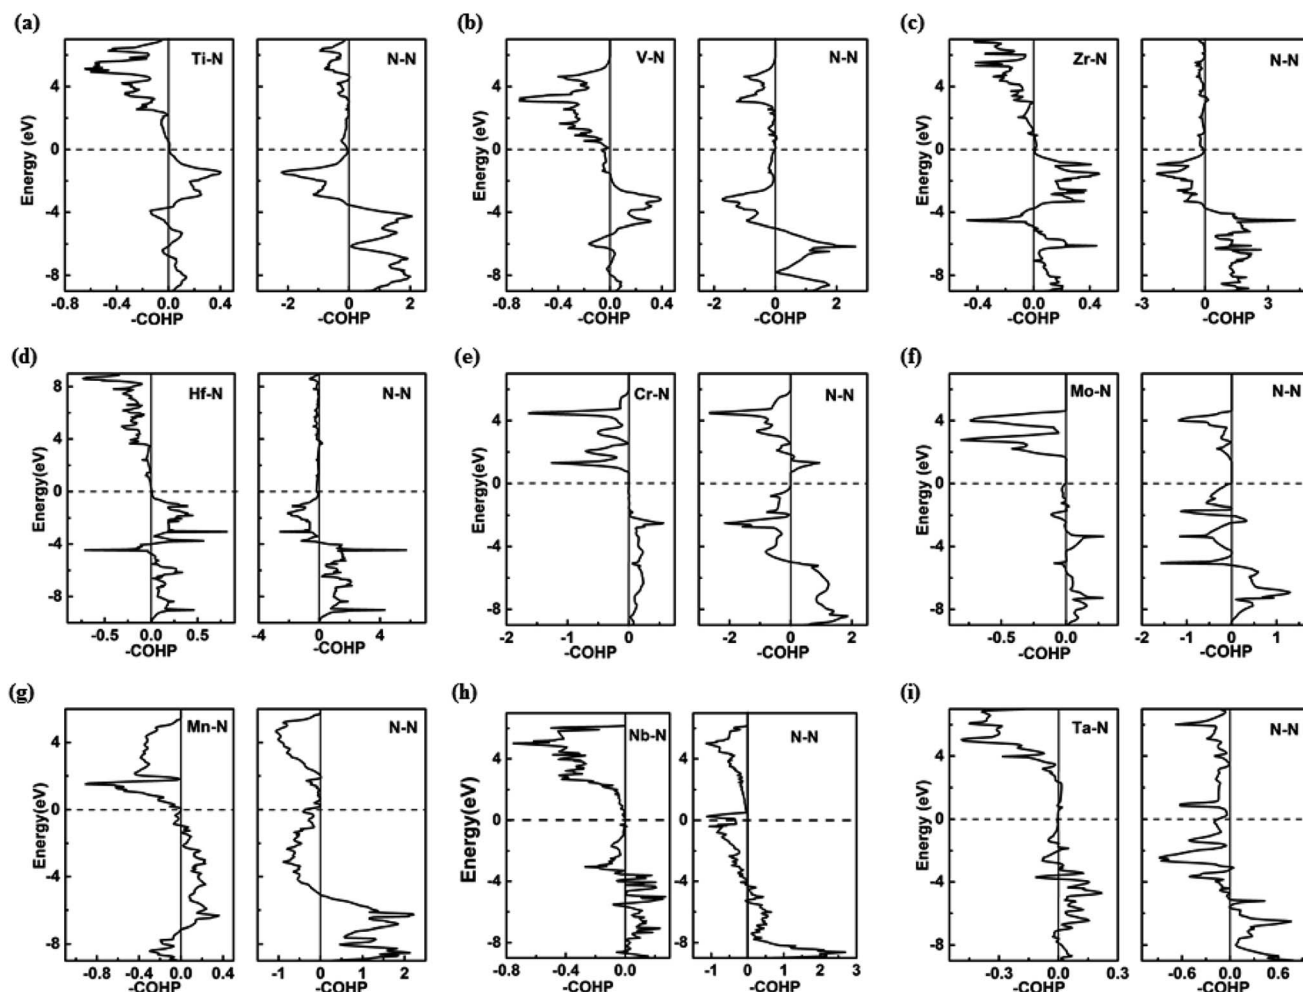 (a)
Ti-N
N-N
Energy (eV)
4
0
-4
-8
-0.8 -0.4 0.0 0.4
-COHP
-2 0 2
-COHP
(b)
V-N
N-N
Energy (eV)
4
0
-4
-8
-0.8 -0.4 0.0 0.4
-COHP
-2 0 2
-COHP
(c)
Zr-N
N-N
Energy (eV)
4
0
-4
-8
-0.4 0.0 0.4
-COHP
-3 0 3
-COHP
(d)
Hf-N
N-N
Energy(eV)
8
4
0
-4
-8
-0.5 0.0 0.5
-COHP
-4 0 4
-COHP
(e)
Cr-N
N-N
Energy(eV)
4
0
-4
-8
-2 -1 0
-COHP
-2 0 2
-COHP
(f)
Mo-N
N-N
Energy(eV)
4
0
-4
-8
-0.5 0.0
-COHP
-2 -1 0 1
-COHP
(g)
Mn-N
N-N
Energy(eV)
4
0
-4
-8
-0.8 -0.4 0.0 0.4
-COHP
-1 0 1 2
-COHP
(h)
Nb-N
N-N
Energy(eV)
4
0
-4
-8
-0.8 -0.4 0.0
-COHP
-1 0 1 2 3
-COHP
(i)
Ta-N
N-N
Energy(eV)
4
0
-4
-8
-0.3 0.0 0.3
-COHP
-0.6 0.0 0.6
-COHP